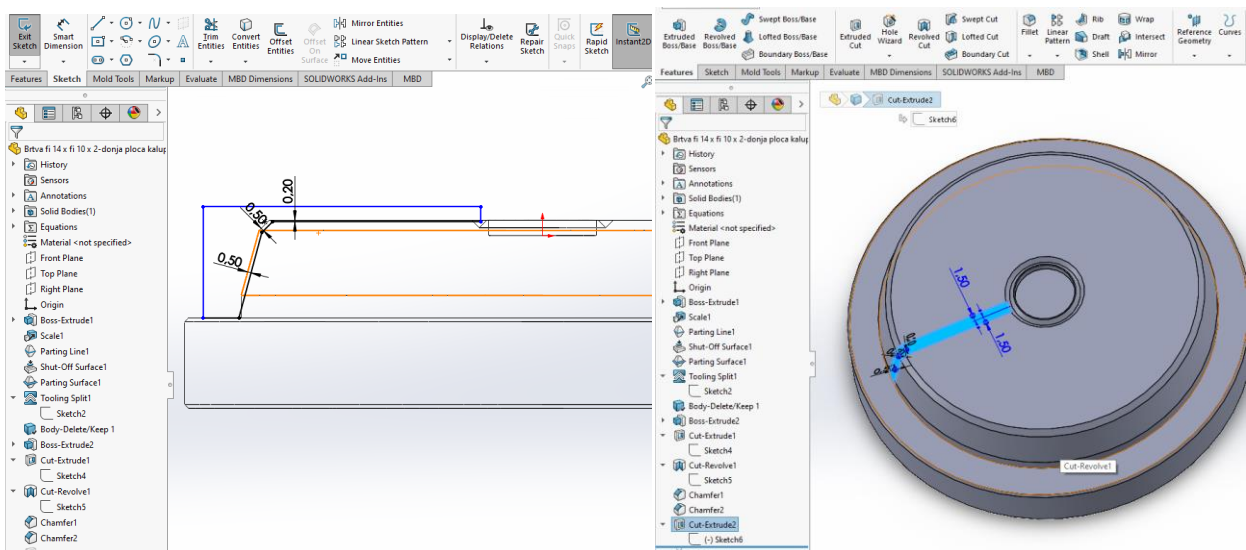 Exit Sketch
Smart Dimension
Trim Entities
Convert Entities
Offset Entities
Offset On Surface
Mirror Entities
Linear Sketch Pattern
Move Entities
Display/Delete Relations
Repair Sketch
Quick Snaps
Rapid Sketch
Instant2D
Features Sketch Mold Tools Markup Evaluate MBD Dimensions SOLIDWORKS Add-Ins MBD
Brtva fi 14 x fi 10 x 2-donja ploca kalup
History
Sensors
Annotations
Solid Bodies(1)
Equations
Material <not specified>
Front Plane
Top Plane
Right Plane
Origin
Boss-Extrude1
Scale1
Parting Line1
Shut-Off Surface1
Parting Surface1
Tooling Split1
Sketch2
Body-Delete/Keep 1
Boss-Extrude2
Cut-Extrude1
Sketch4
Cut-Revolve1
Sketch5
Chamfer1
Chamfer2
0,20
0,50
0,50
Extruded Boss/Base
Revolved Boss/Base
Swept Boss/Base
Lofted Boss/Base
Boundary Boss/Base
Extruded Cut
Hole Wizard
Revolved Cut
Swept Cut
Lofted Cut
Boundary Cut
Fillet
Linear Pattern
Rib
Draft
Shell
Wrap
Intersect
Mirror
Reference Geometry
Curves
Features Sketch Mold Tools Markup Evaluate MBD Dimensions SOLIDWORKS Add-Ins MBD
Brtva fi 14 x fi 10 x 2-donja ploca kalup
History
Sensors
Annotations
Solid Bodies(1)
Equations
Material <not specified>
Front Plane
Top Plane
Right Plane
Origin
Boss-Extrude1
Scale1
Parting Line1
Shut-Off Surface1
Parting Surface1
Tooling Split1
Sketch2
Body-Delete/Keep 1
Boss-Extrude2
Cut-Extrude1
Sketch4
Cut-Revolve1
Sketch5
Chamfer1
Chamfer2
Cut-Extrude2
(-) Sketch6
Cut-Extrude2
Sketch6
1,50
1,50
Cut-Revolve1